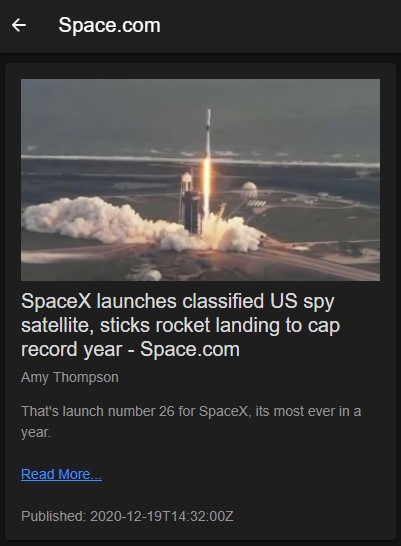 Space.com
SpaceX launches classified US spy
satellite, sticks rocket landing to cap
record year - Space.com
Amy Thompson
That's launch number 26 for SpaceX, its most ever in a
year.
Read More...
Published: 2020-12-19T14:32:00Z